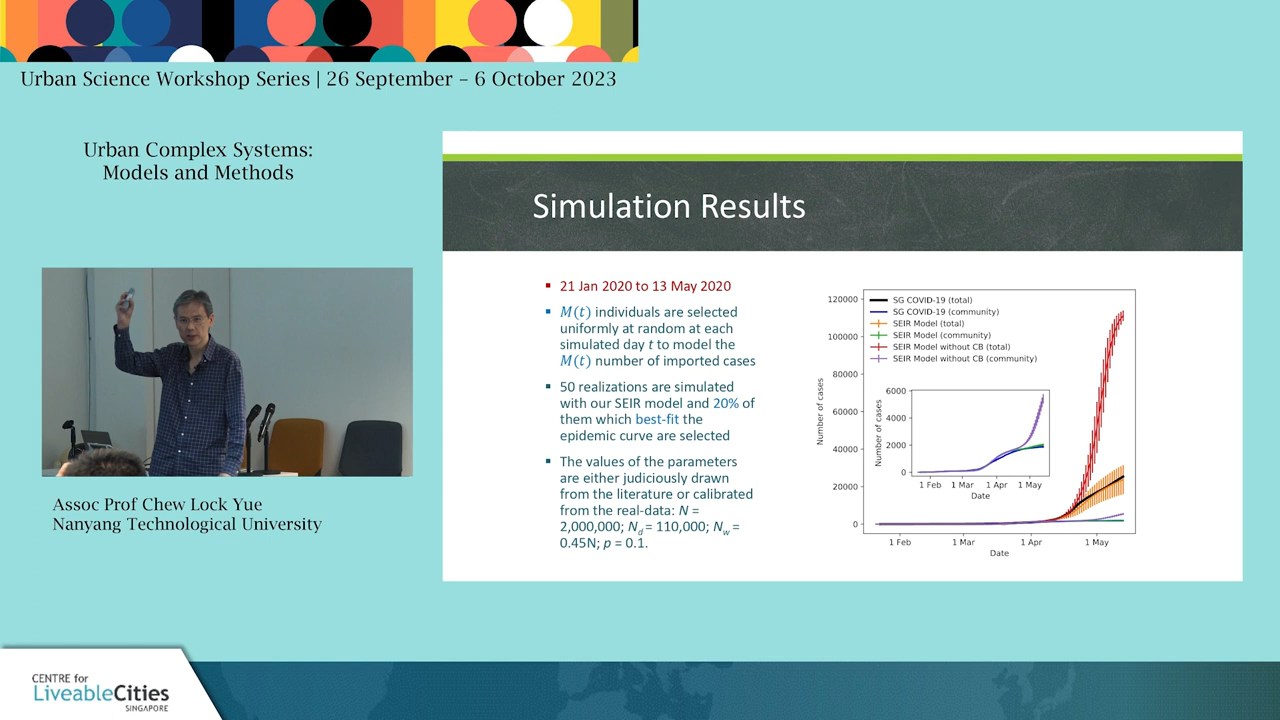 Urban Science Workshop Series | 26 September – 6 October 2023
Urban Complex Systems:
Models and Methods
Simulation Results
21 Jan 2020 to 13 May 2020
M(t) individuals are selected
uniformly at random at each
simulated day t to model the
M(t) number of imported cases
50 realizations are simulated
with our SEIR model and 20% of
them which best-fit the
epidemic curve are selected
The values of the parameters
are either judiciously drawn
from the literature or calibrated
from the real-data: N =
2,000,000; Nd = 110,000; Nw =
0.45N; p = 0.1.
SG COVID-19 (total)
SG COVID-19 (community)
SEIR Model (total)
SEIR Model (community)
SEIR Model without CB (total)
SEIR Model without CB (community)
120000
100000
80000
60000
40000
20000
0
Number of cases
1 Feb 1 Mar 1 Apr 1 May
Date
6000
4000
2000
0
Number of cases
1 Feb 1 Mar 1 Apr 1 May
Date
Assoc Prof Chew Lock Yue
Nanyang Technological University
CENTRE for
LiveableCities
SINGAPORE